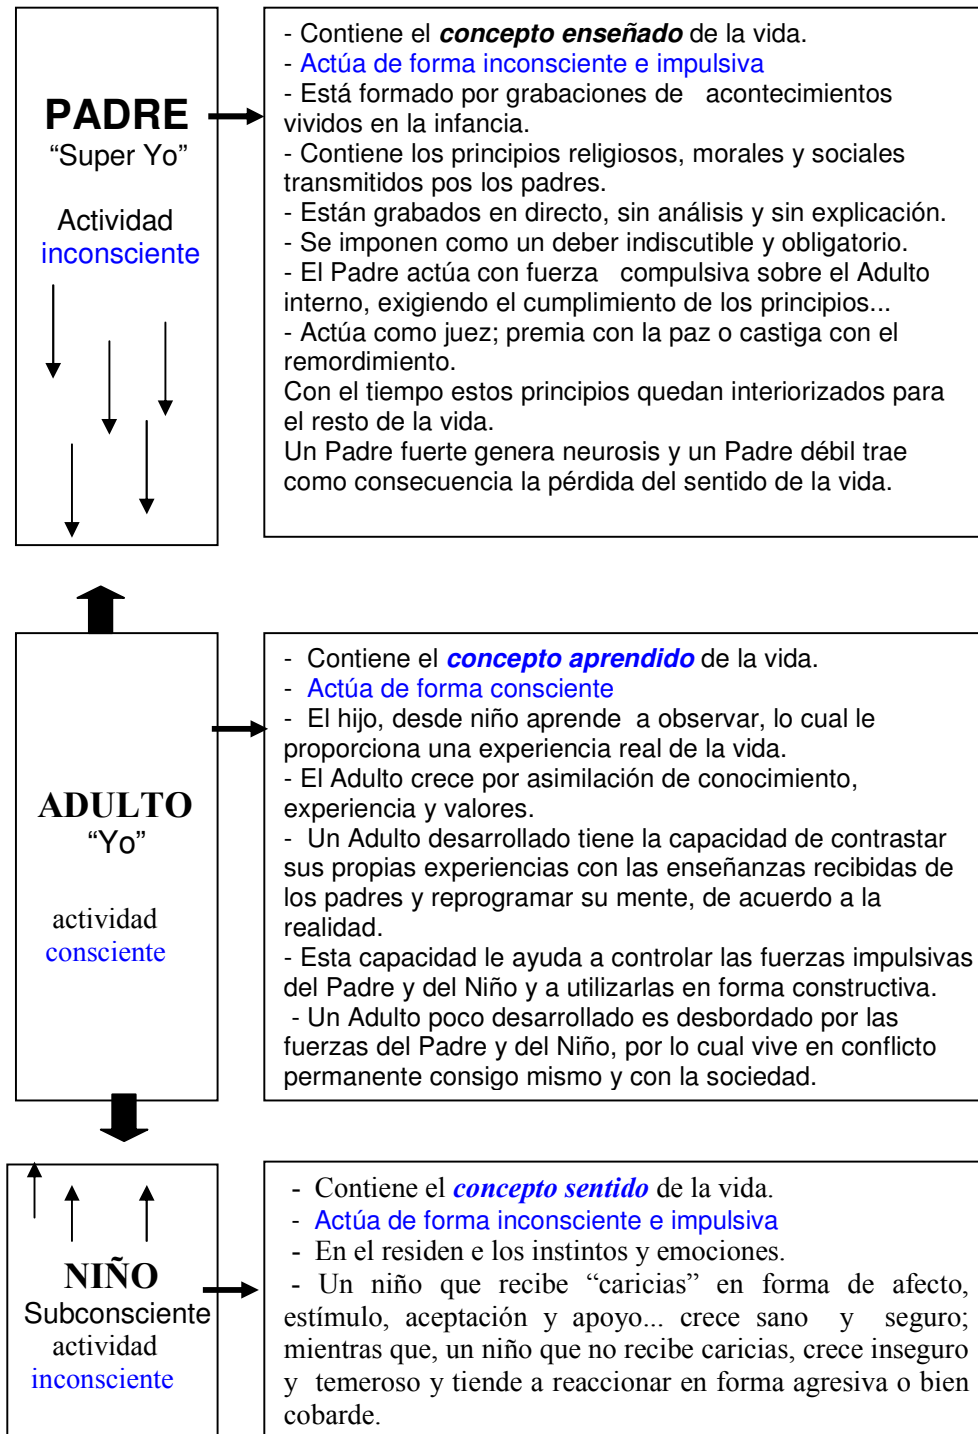 PADRE
“Super Yo”
Actividad
inconsciente
- Contiene el concepto enseñado de la vida.
- Actúa de forma inconsciente e impulsiva
- Está formado por grabaciones de acontecimientos
vividos en la infancia.
- Contiene los principios religiosos, morales y sociales
transmitidos pos los padres.
- Están grabados en directo, sin análisis y sin explicación.
- Se imponen como un deber indiscutible y obligatorio.
- El Padre actúa con fuerza compulsiva sobre el Adulto
interno, exigiendo el cumplimiento de los principios...
- Actúa como juez; premia con la paz o castiga con el
remordimiento.
Con el tiempo estos principios quedan interiorizados para
el resto de la vida.
Un Padre fuerte genera neurosis y un Padre débil trae
como consecuencia la pérdida del sentido de la vida.
ADULTO
“Yo”
actividad
consciente
- Contiene el concepto aprendido de la vida.
- Actúa de forma consciente
- El hijo, desde niño aprende a observar, lo cual le
proporciona una experiencia real de la vida.
- El Adulto crece por asimilación de conocimiento,
experiencia y valores.
- Un Adulto desarrollado tiene la capacidad de contrastar
sus propias experiencias con las enseñanzas recibidas de
los padres y reprogramar su mente, de acuerdo a la
realidad.
- Esta capacidad le ayuda a controlar las fuerzas impulsivas
del Padre y del Niño y a utilizarlas en forma constructiva.
- Un Adulto poco desarrollado es desbordado por las
fuerzas del Padre y del Niño, por lo cual vive en conflicto
permanente consigo mismo y con la sociedad.
NIÑO
Subconsciente
actividad
inconsciente
- Contiene el concepto sentido de la vida.
- Actúa de forma inconsciente e impulsiva
- En el residen e los instintos y emociones.
- Un niño que recibe “caricias” en forma de afecto,
estímulo, aceptación y apoyo... crece sano y seguro;
mientras que, un niño que no recibe caricias, crece inseguro
y temeroso y tiende a reaccionar en forma agresiva o bien
cobarde.